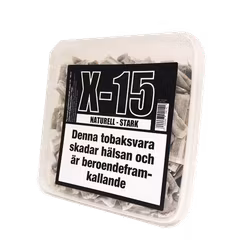 X-15
NATURELL - STARK
Denna tobaksvara
skadar hälsan och
är beroendefram-
kallande